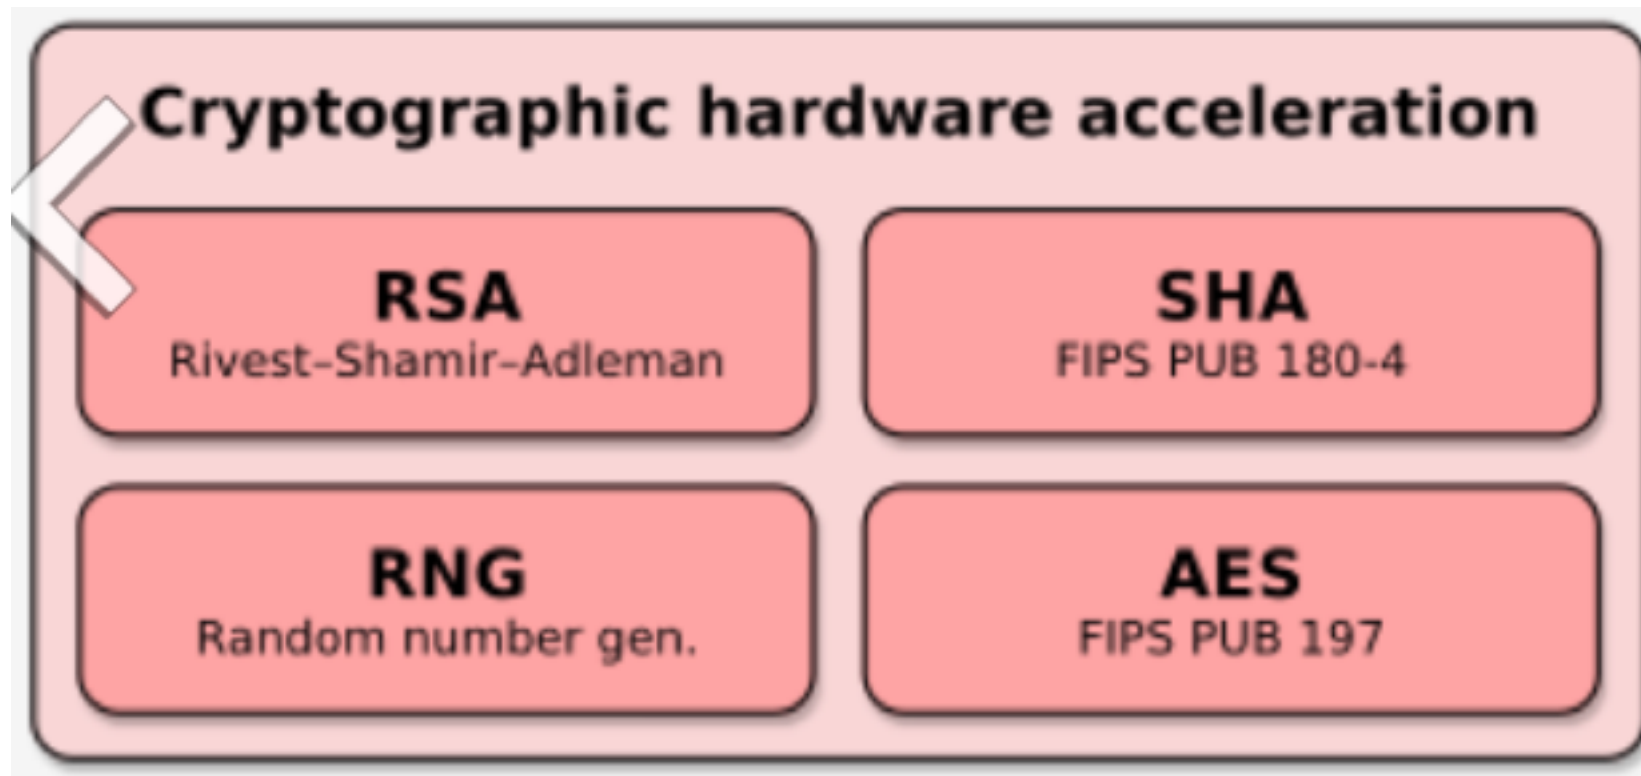 Cryptographic hardware acceleration
RSA
Rivest–Shamir–Adleman
SHA
FIPS PUB 180-4
RNG
Random number gen.
AES
FIPS PUB 197